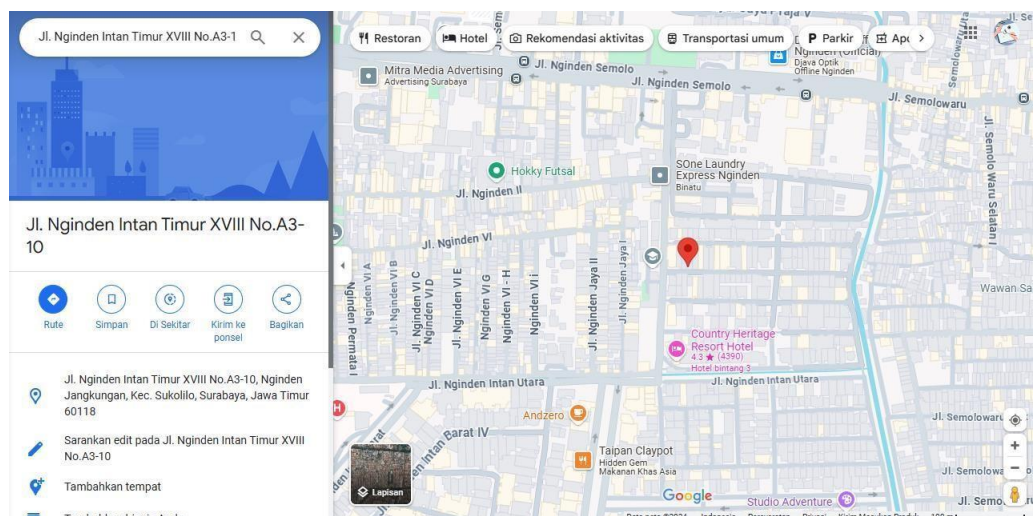 Jl. Nginden Intan Timur XVIII No.A3-1
Restoran
Hotel
Rekomendasi aktivitas
Transportasi umum
P Parkir
Nginden (Official)
Djava Optik
Offline Nginden
Mitra Media Advertising
Advertising Surabaya
Jl. Nginden Semolo
Jl. Nginden Semolo
Jl. Semolowaru
Jl. Semolo Waru Selatan I
Hokky Futsal
SOne Laundry
Express Nginden
Binatu
Jl. Nginden II
Jl. Nginden Intan Timur XVIII No.A3-
10
Jl. Nginden VI
Nginden VI A
Jl. Nginden VI B
Jl. Nginden VI C
Nginden VI D
Jl. Nginden VI E
Nginden VI G
Nginden VI - H
Nginden VI i
Jl. Nginden Jaya II
Jl. Nginden Jaya I
Nginden Permata I
Wawan Sa
Rute
Simpan
Di Sekitar
Kirim ke
ponsel
Bagikan
Country Heritage
Resort Hotel
4.3 ★ (4390)
Hotel bintang 3
Jl. Nginden Intan Utara
Jl. Nginden Intan Utara
Jl. Nginden Intan Timur XVIII No.A3-10, Nginden
Jangkungan, Kec. Sukolilo, Surabaya, Jawa Timur
60118
Andzero
Jl. Semolowaru
Sarankan edit pada Jl. Nginden Intan Timur XVIII
No.A3-10
Intan Barat IV
Taipan Claypot
Hidden Gem
Makanan Khas Asia
Jl. Semolowa
Lapisan
Tambahkan tempat
Google
Studio Adventure
Jl. Semo